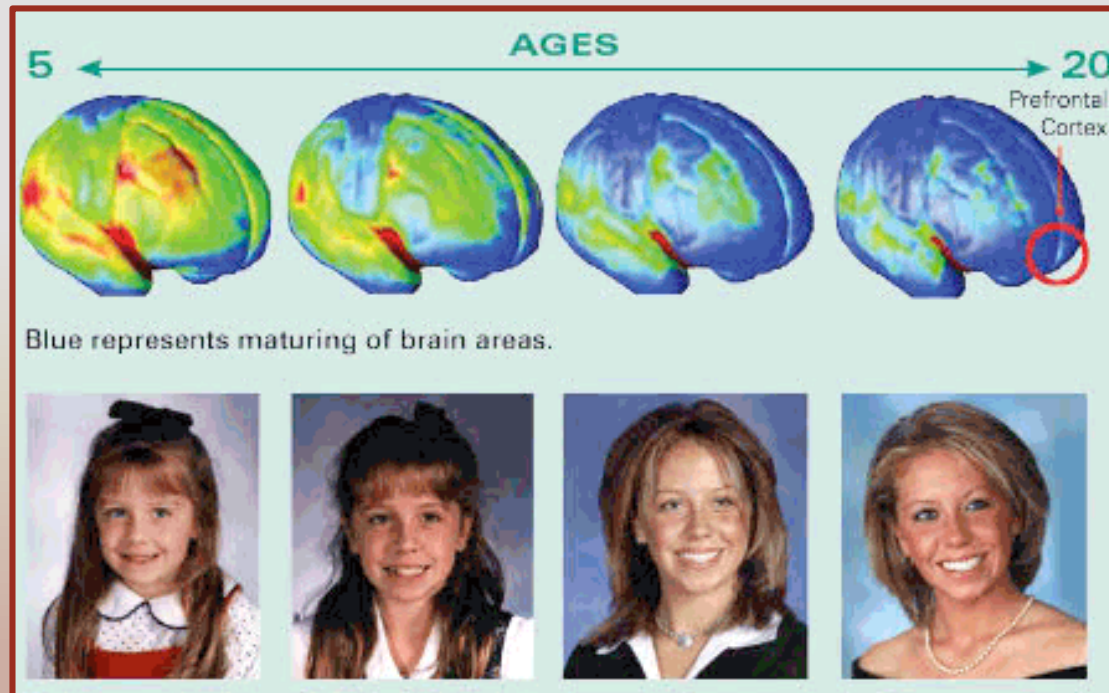 AGES
5 20
Prefrontal
Cortex
Blue represents maturing of brain areas.